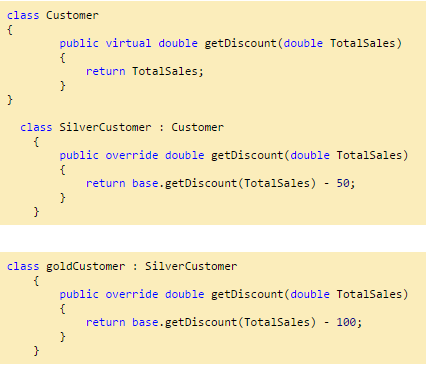 class Customer
{
public virtual double getDiscount(double TotalSales)
{
return TotalSales;
}
}
class SilverCustomer : Customer
{
public override double getDiscount(double TotalSales)
{
return base.getDiscount(TotalSales) - 50;
}
}
class goldCustomer : SilverCustomer
{
public override double getDiscount(double TotalSales)
{
return base.getDiscount(TotalSales) - 100;
}
}